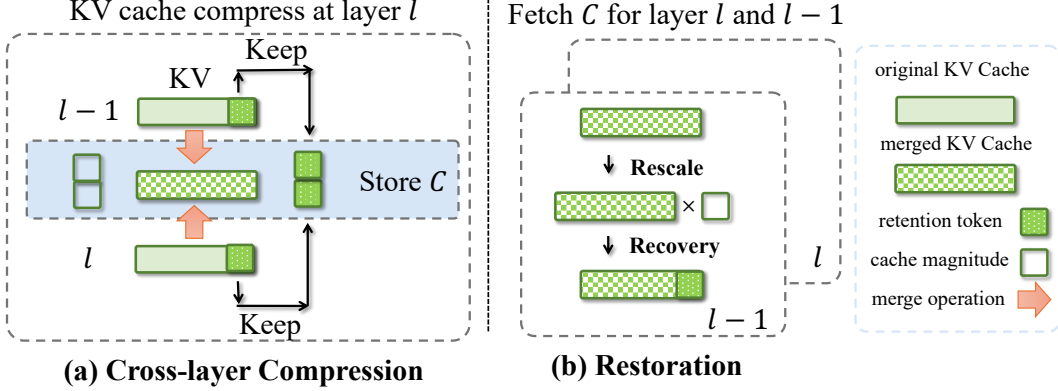 KV cache compress at layer l
Keep
KV
l − 1
Store C
l
Keep
(a) Cross-layer Compression
Fetch C for layer l and l − 1
Rescale
×
Recovery
l
l − 1
(b) Restoration
original KV Cache
merged KV Cache
retention token
cache magnitude
merge operation